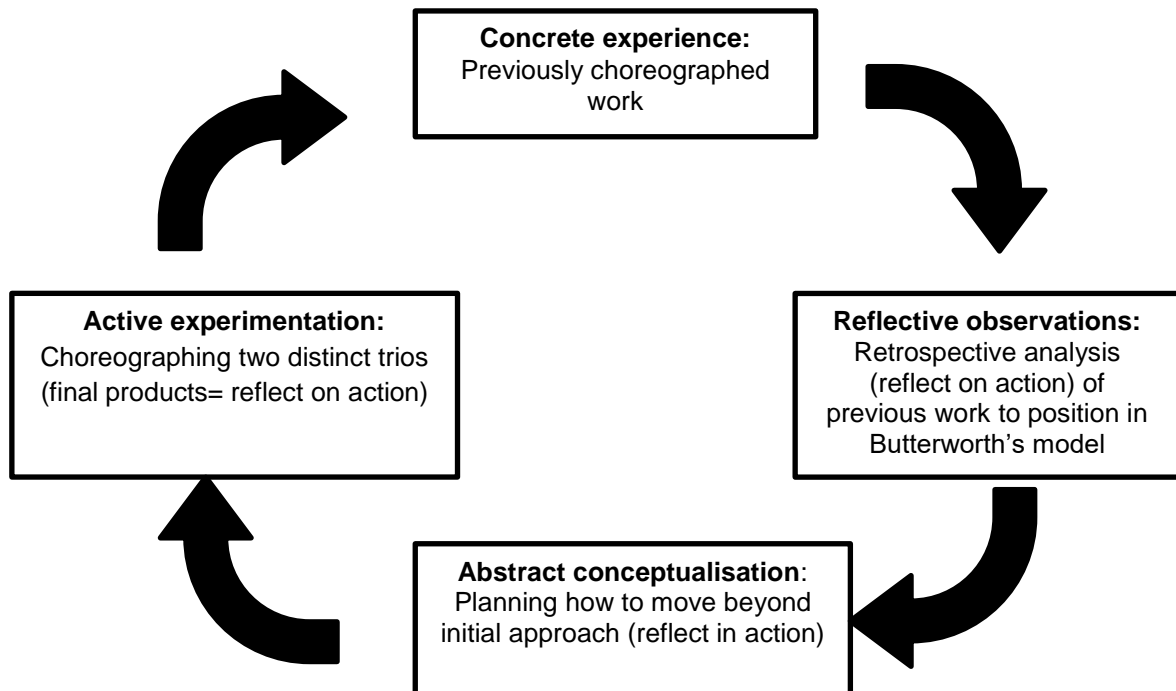 Concrete experience:
Previously choreographed
work
Active experimentation:
Choreographing two distinct trios
(final products= reflect on action)
Reflective observations:
Retrospective analysis
(reflect on action) of
previous work to position in
Butterworth’s model
Abstract conceptualisation:
Planning how to move beyond
initial approach (reflect in action)